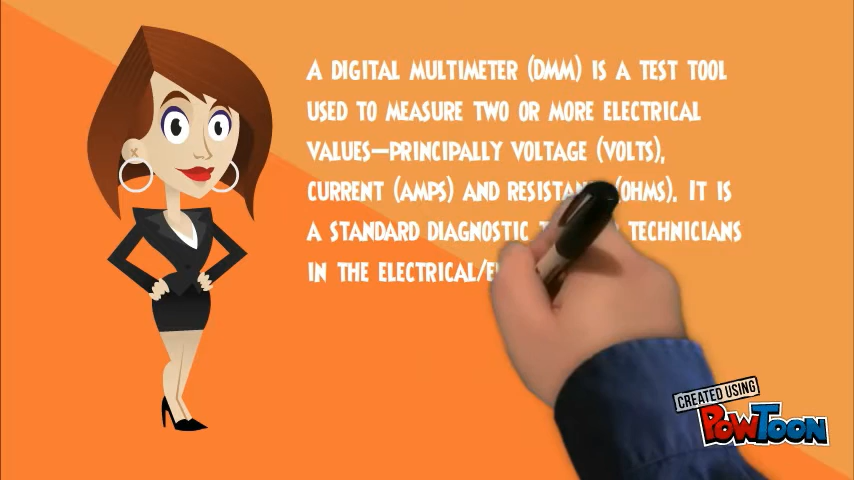 A DIGITAL MULTIMETER (DMM) IS A TEST TOOL
USED TO MEASURE TWO OR MORE ELECTRICAL
VALUES—PRINCIPALLY VOLTAGE (VOLTS),
CURRENT (AMPS) AND RESISTAN (OHMS). IT IS
A STANDARD DIAGNOSTIC TECHNICIANS
IN THE ELECTRICAL/E
CREATED USING
POWTOON